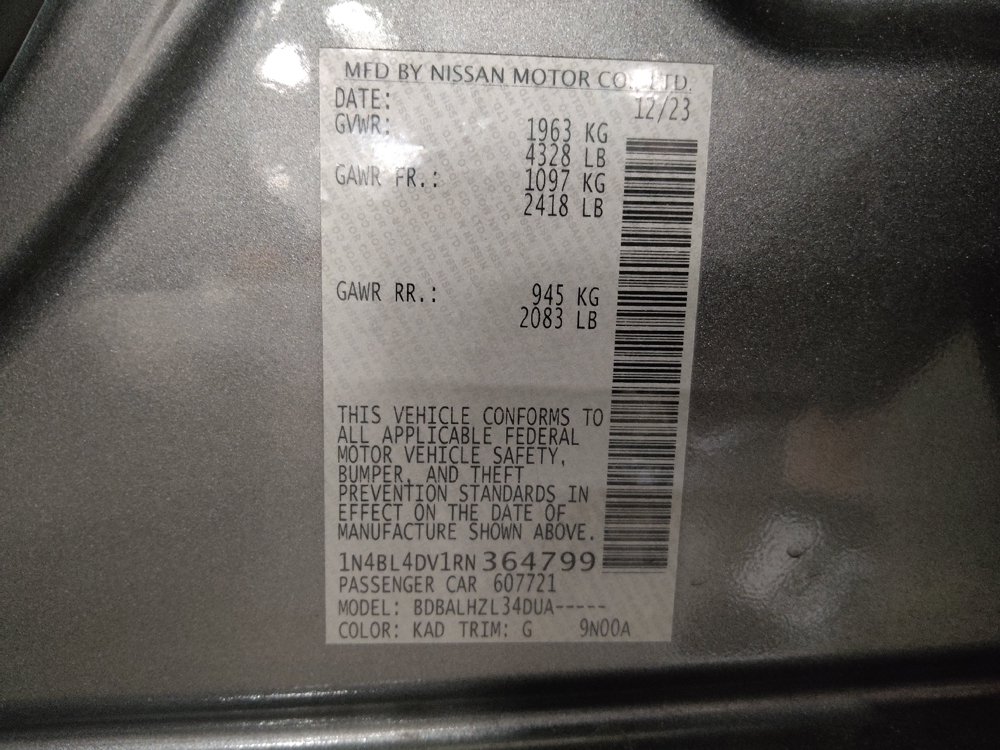 MFD BY NISSAN MOTOR CO., LTD.
DATE: 12/23
GVWR: 1963 KG
4328 LB
GAWR FR.: 1097 KG
2418 LB
GAWR RR.: 945 KG
2083 LB
THIS VEHICLE CONFORMS TO
ALL APPLICABLE FEDERAL
MOTOR VEHICLE SAFETY,
BUMPER, AND THEFT
PREVENTION STANDARDS IN
EFFECT ON THE DATE OF
MANUFACTURE SHOWN ABOVE.
1N4BL4DV1RN364799
PASSENGER CAR 607721
MODEL: BDBALHZL34DUA-----
COLOR: KAD TRIM: G 9N00A